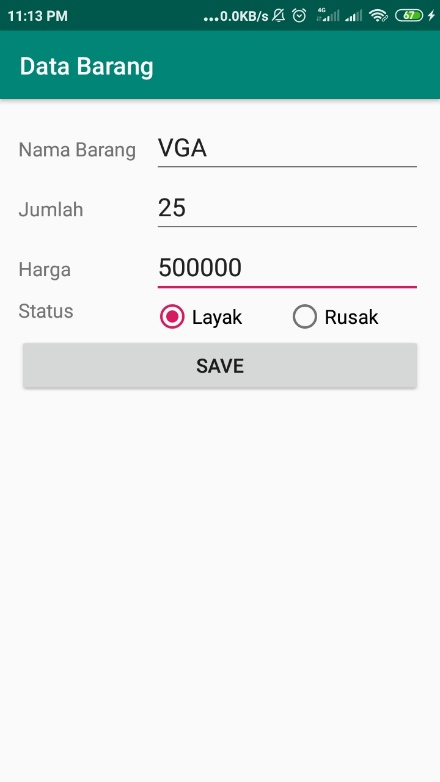 11:13 PM ...0.0KB/s 4G 67
Data Barang
Nama Barang VGA
Jumlah 25
Harga 500000
Status Layak Rusak
SAVE